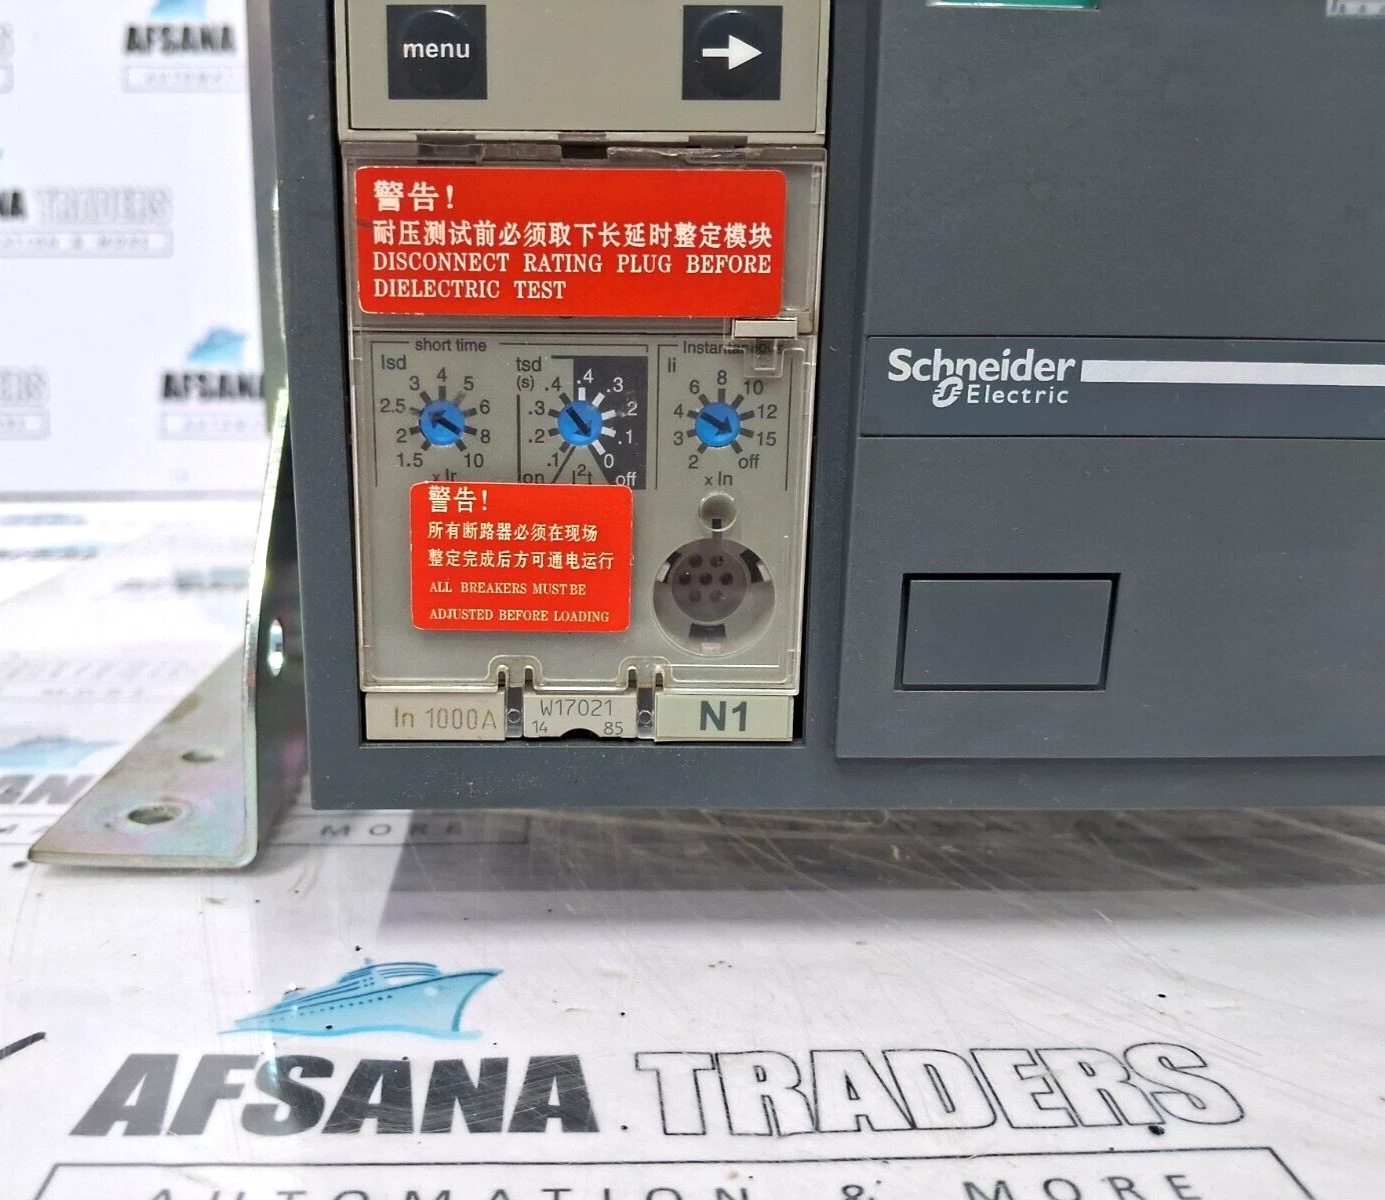 AFSANA
AUTOMAT
menu
警告！
耐压测试前必须取下长延时整定模块
DISCONNECT RATING PLUG BEFORE
DIELECTRIC TEST
TRADERS
short time
Instantaneous
Isd
tsd
(s)
Ii
1.5 2 2.5 3 4 5 6 8 10
x Ir
.1 .2 .3 .4 .4 .3 .2 .1 0
on I²t off
2 3 4 6 8 10 12 15 off
x In
Schneider
Electric
AFSANA
警告！
所有断路器必须在现场
整定完成后方可通电运行
ALL BREAKERS MUST BE
ADJUSTED BEFORE LOADING
In 1000A
W17021
14 85
N1
MORE
AFSANA TRADERS
AUTOMATION & MORE